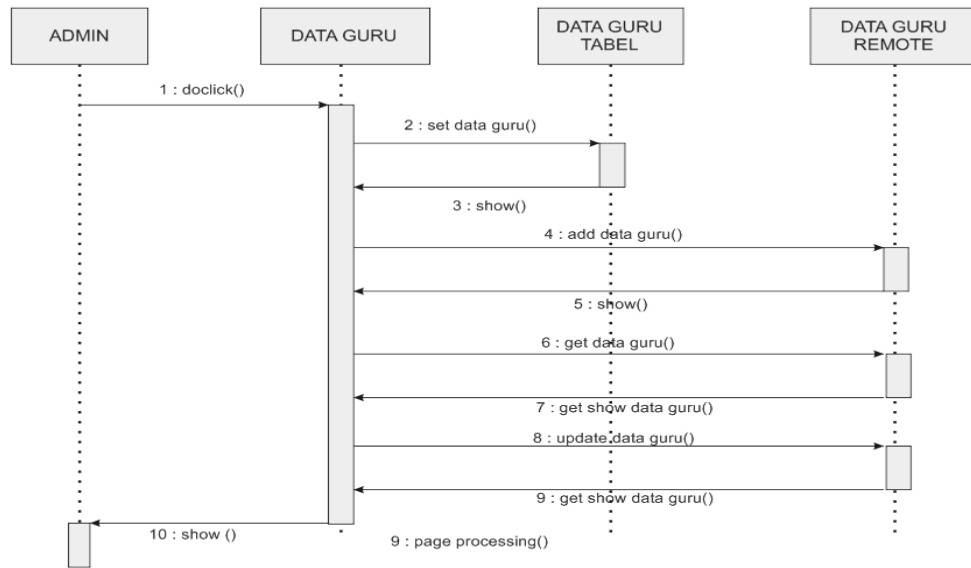 ADMIN
DATA GURU
DATA GURU
TABEL
DATA GURU
REMOTE
1 : doclick()
2 : set data guru()
3 : show()
4 : add data guru()
5 : show()
6 : get data guru()
7 : get show data guru()
8 : update data guru()
9 : get show data guru()
10 : show ()
9 : page processing()